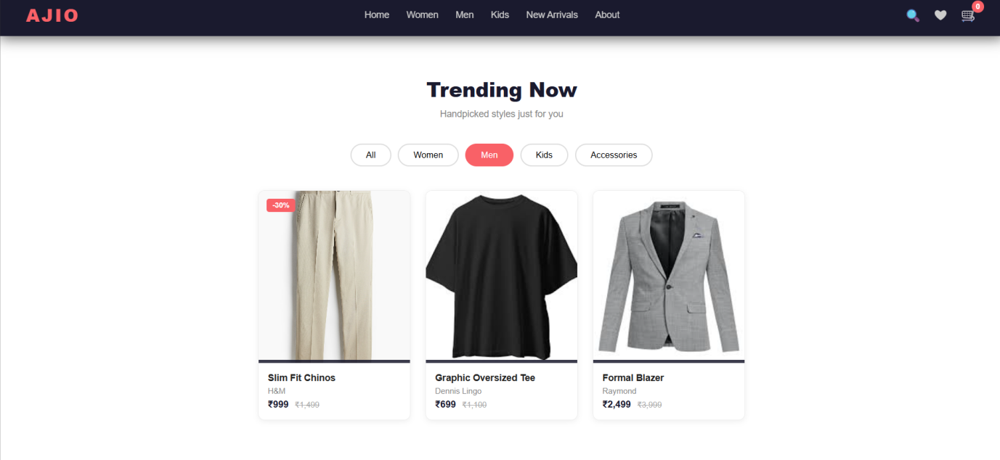 AJIO
Home Women Men Kids New Arrivals About
0
Trending Now
Handpicked styles just for you
All Women Men Kids Accessories
-30%
Slim Fit Chinos
H&M
₹999 ₹1,499
Graphic Oversized Tee
Dennis Lingo
₹699 ₹1,100
Formal Blazer
Raymond
₹2,499 ₹3,999